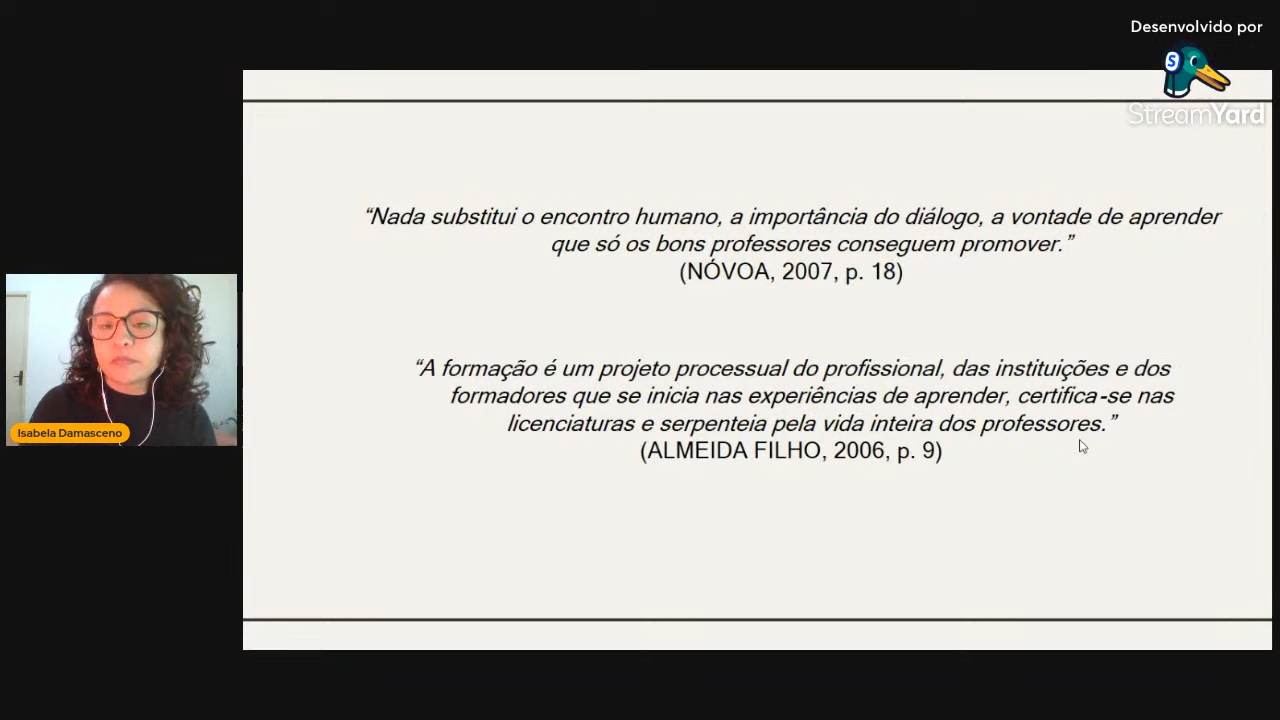 Desenvolvido por
S
StreamYard
“Nada substitui o encontro humano, a importância do diálogo, a vontade de aprender
que só os bons professores conseguem promover.”
(NÓVOA, 2007, p. 18)
“A formação é um projeto processual do profissional, das instituições e dos
formadores que se inicia nas experiências de aprender, certifica-se nas
licenciaturas e serpenteia pela vida inteira dos professores.”
(ALMEIDA FILHO, 2006, p. 9)
Isabela Damasceno